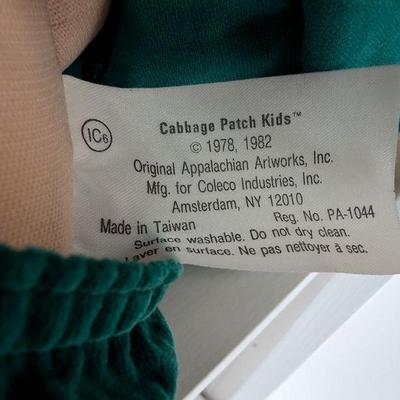 IC6
Cabbage Patch Kids™
© 1978, 1982
Original Appalachian Artworks, Inc.
Mfg. for Coleco Industries, Inc.
Amsterdam, NY 12010
Reg. No. PA-1044
Made in Taiwan
Surface washable. Do not dry clean.
Laver en surface. Ne pas nettoyer à sec.